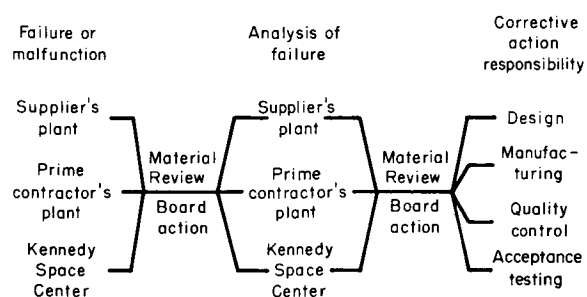 Failure or
malfunction
Analysis of
failure
Corrective
action
responsibility
Supplier's
plant
Prime
contractor's
plant
Kennedy
Space
Center
Material
Review
Board
action
Supplier's
plant
Prime
contractor's
plant
Kennedy
Space
Center
Material
Review
Board
action
Design
Manufac-
turing
Quality
control
Acceptance
testing